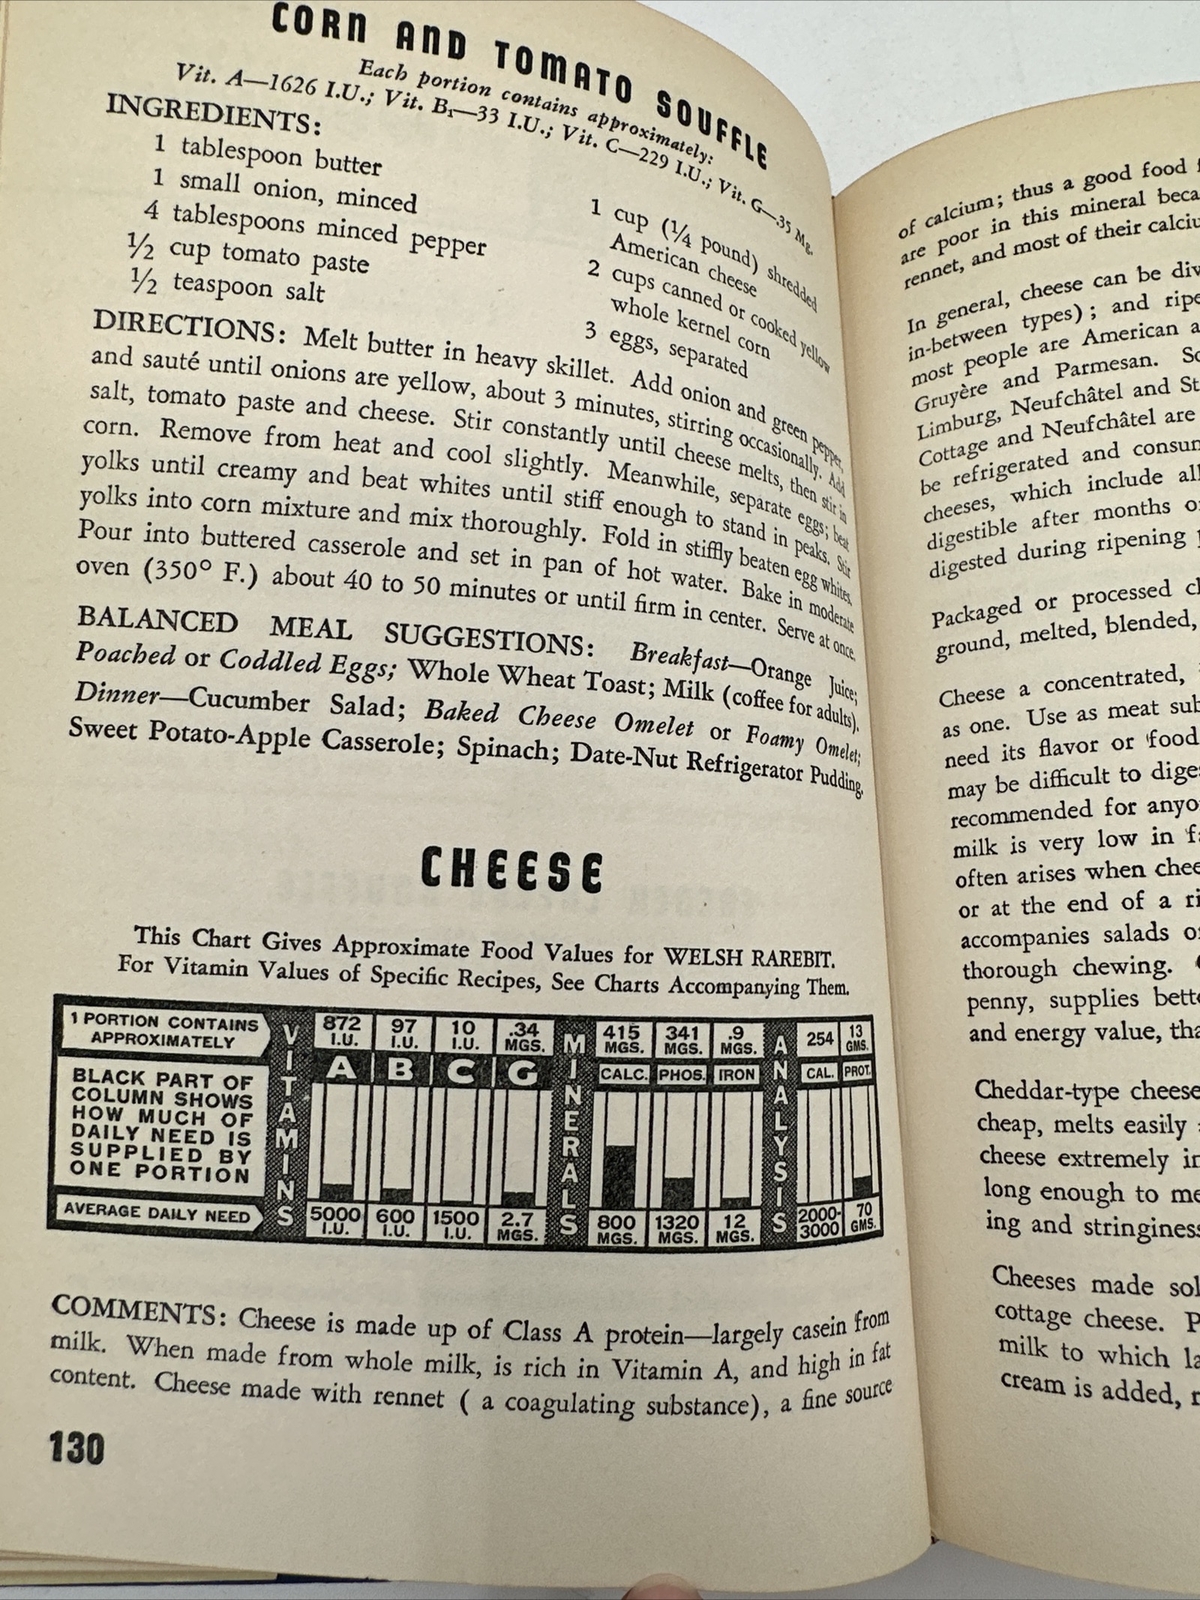 CORN AND TOMATO SOUFFLE
Each portion contains approximately:
Vit. A—1626 I.U.; Vit. B₁—33 I.U.; Vit. C—229 I.U.; Vit. G—.35 Mg.
INGREDIENTS:
1 tablespoon butter
1 small onion, minced
4 tablespoons minced pepper
½ cup tomato paste
½ teaspoon salt
1 cup (¼ pound) shredded
American cheese
2 cups canned or cooked yellow
whole kernel corn
3 eggs, separated
DIRECTIONS: Melt butter in heavy skillet. Add onion and green pepper,
and sauté until onions are yellow, about 3 minutes, stirring occasionally. Add
salt, tomato paste and cheese. Stir constantly until cheese melts, then stir in
corn. Remove from heat and cool slightly. Meanwhile, separate eggs; beat
yolks until creamy and beat whites until stiff enough to stand in peaks. Stir
yolks into corn mixture and mix thoroughly. Fold in stiffly beaten egg whites.
Pour into buttered casserole and set in pan of hot water. Bake in moderate
oven (350° F.) about 40 to 50 minutes or until firm in center. Serve at once.
BALANCED MEAL SUGGESTIONS: Breakfast—Orange Juice;
Poached or Coddled Eggs; Whole Wheat Toast; Milk (coffee for adults).
Dinner—Cucumber Salad; Baked Cheese Omelet or Foamy Omelet;
Sweet Potato-Apple Casserole; Spinach; Date-Nut Refrigerator Pudding.
CHEESE
This Chart Gives Approximate Food Values for WELSH RAREBIT.
For Vitamin Values of Specific Recipes, See Charts Accompanying Them.
1 PORTION CONTAINS
APPROXIMATELY
BLACK PART OF
COLUMN SHOWS
HOW MUCH OF
DAILY NEED IS
SUPPLIED BY
ONE PORTION
AVERAGE DAILY NEED
VITAMINS
872 I.U. 97 I.U. 10 I.U. .34 MGS.
A B C G
5000 I.U. 600 I.U. 1500 I.U. 2.7 MGS.
MINERALS
415 MGS. 341 MGS. .9 MGS.
CALC. PHOS. IRON
800 MGS. 1320 MGS. 12 MGS.
ANALYSIS
254 13 GMS.
CAL. PROT.
2000-3000 70 GMS.
COMMENTS: Cheese is made up of Class A protein—largely casein from
milk. When made from whole milk, is rich in Vitamin A, and high in fat
content. Cheese made with rennet ( a coagulating substance), a fine source
130
of calcium; thus a good food
are poor in this mineral
rennet, and most of their
In general, cheese can be
in-between types); and
most people are American
Gruyère and Parmesan.
Limburg, Neufchâtel and
Cottage and Neufchâtel are
be refrigerated and
cheeses, which include
digestible after months
digested during ripening
Packaged or processed
ground, melted, blended,
Cheese a concentrated,
as one. Use as meat
need its flavor or food
may be difficult to
recommended for
milk is very low in
often arises when
or at the end of a
accompanies salads
thorough chewing.
penny, supplies
and energy value,
Cheddar-type cheese
cheap, melts easily
cheese extremely
long enough to
ing and stringiness
Cheeses made
cottage cheese.
milk to which
cream is added,